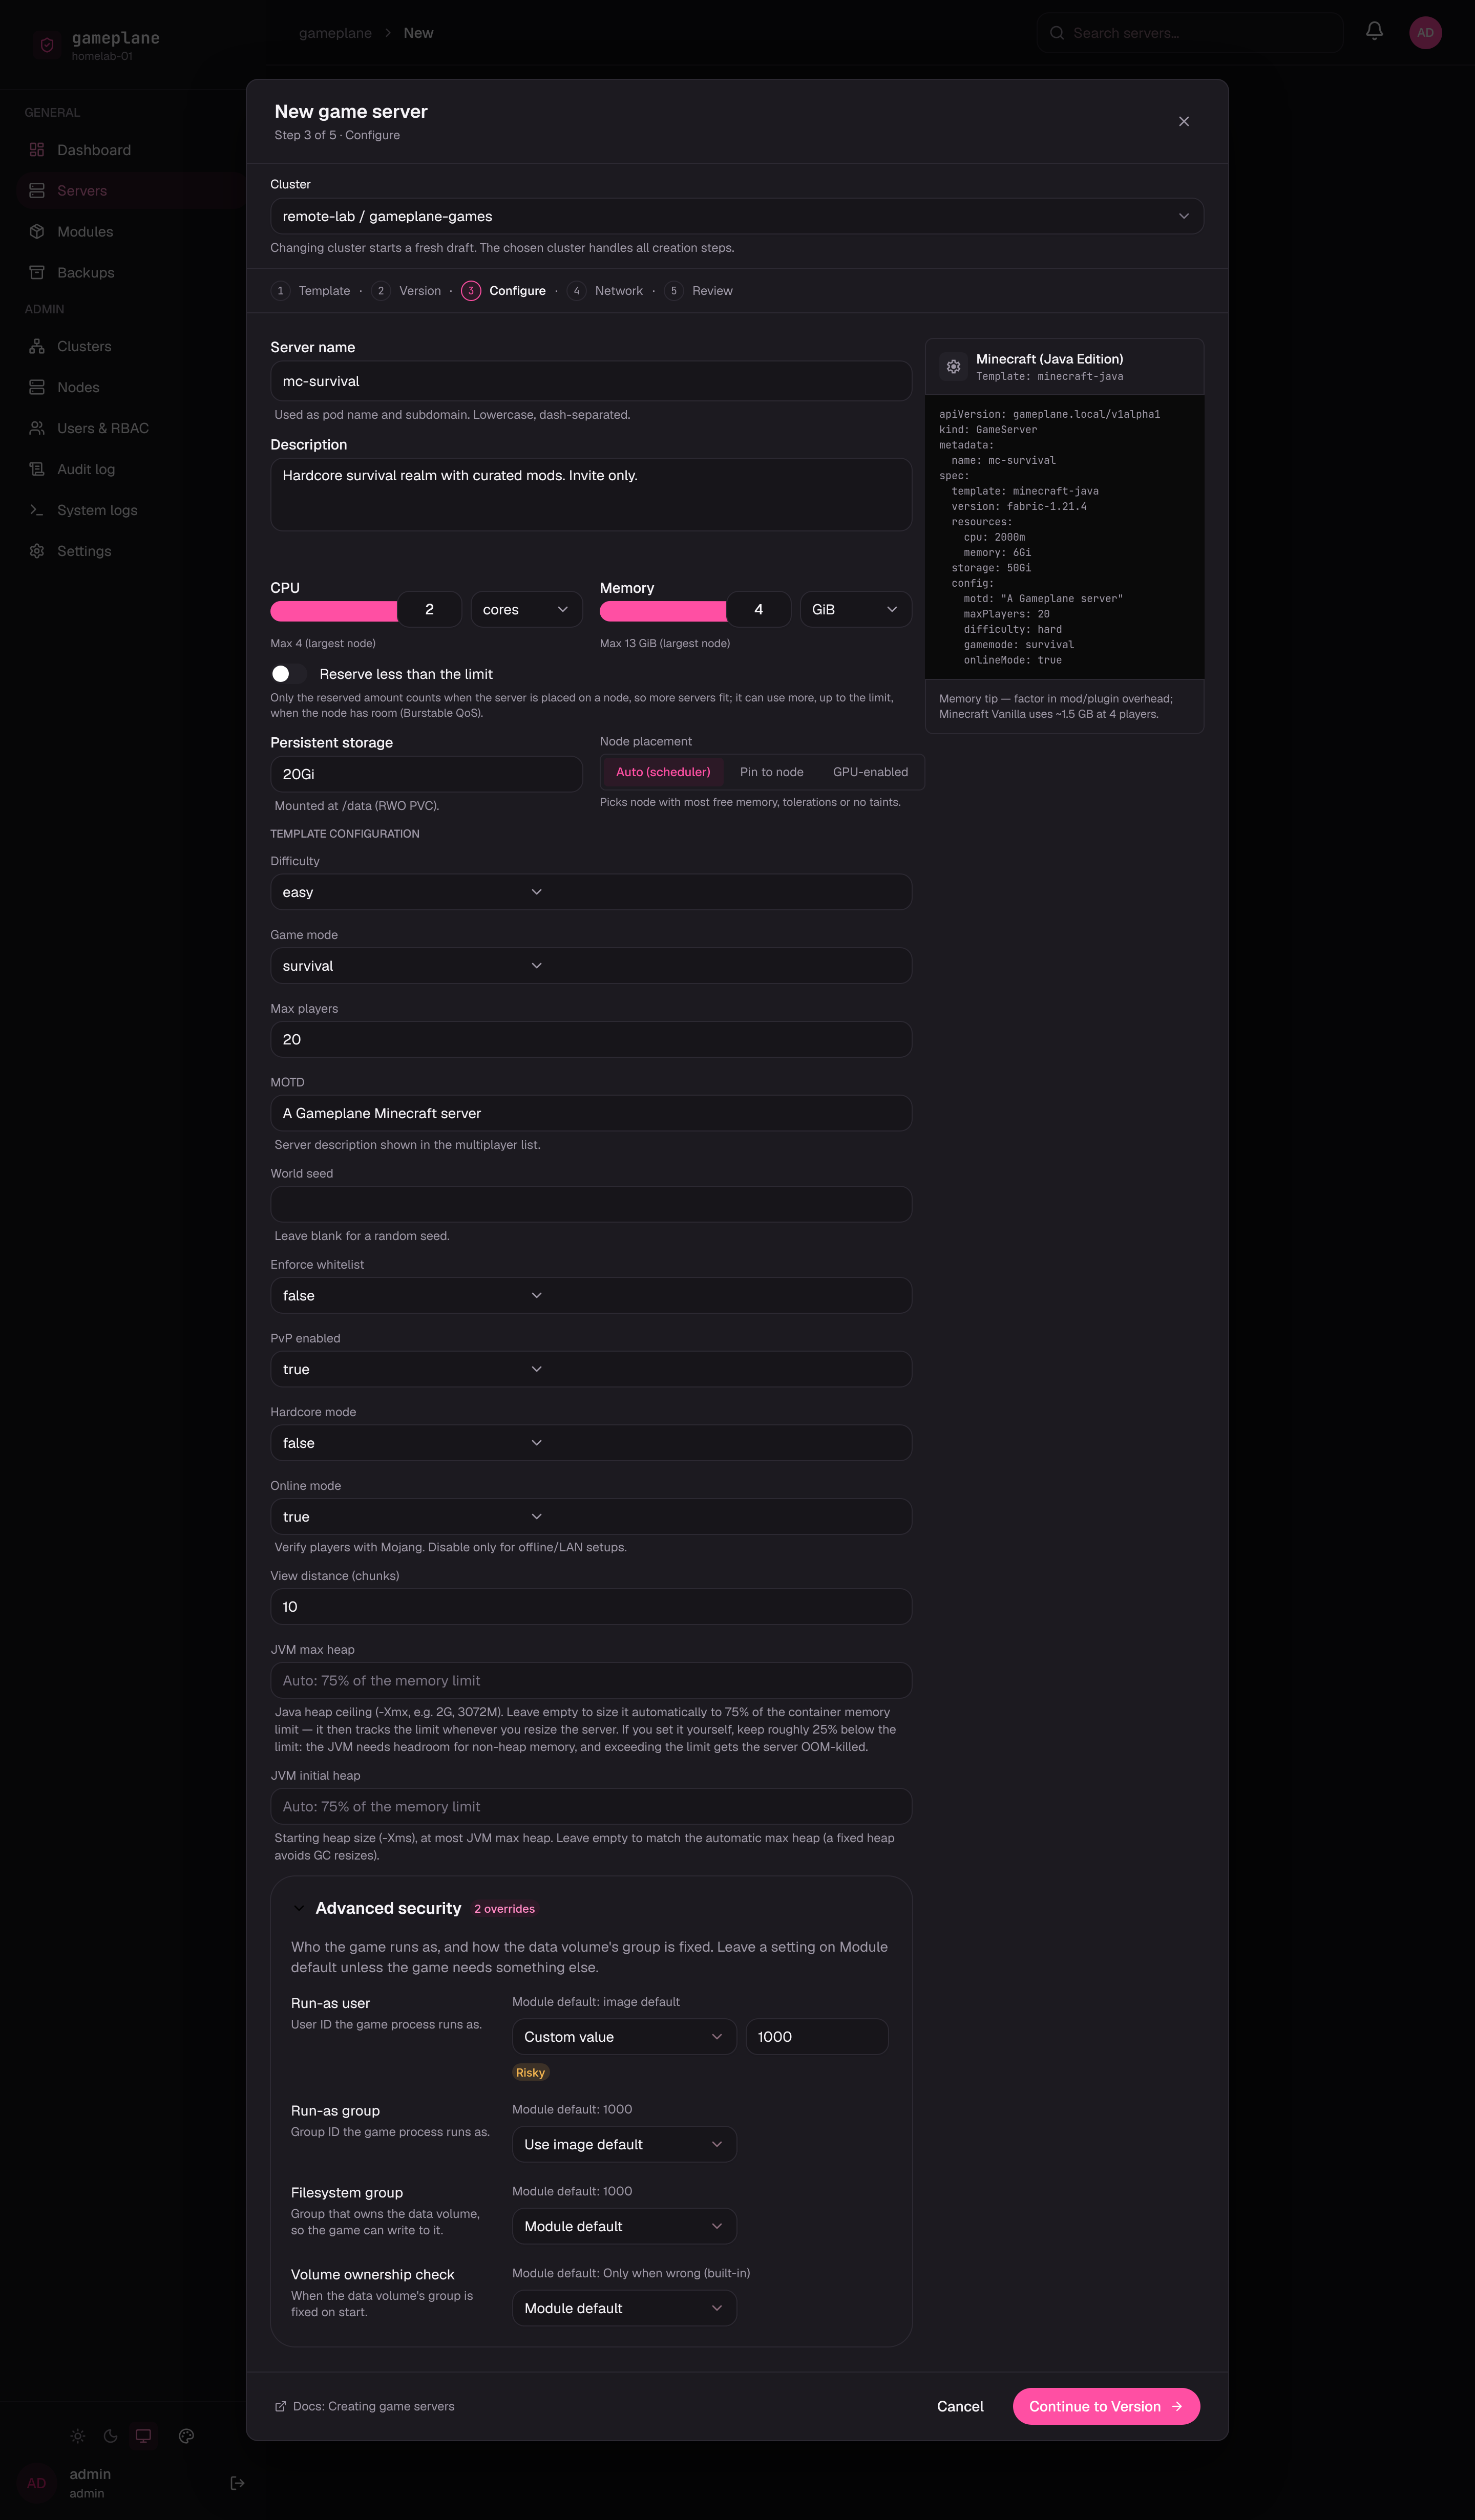 gameplane
homelab-01
gameplane > New
Search servers...
AD
GENERAL
Dashboard
Servers
Modules
Backups
ADMIN
Clusters
Nodes
Users & RBAC
Audit log
System logs
Settings
New game server
Step 3 of 5 · Configure
Cluster
remote-lab / gameplane-games
Changing cluster starts a fresh draft. The chosen cluster handles all creation steps.
1 Template · 2 Version · 3 Configure · 4 Network · 5 Review
Server name
mc-survival
Used as pod name and subdomain. Lowercase, dash-separated.
Description
Hardcore survival realm with curated mods. Invite only.
CPU
2
cores
Max 4 (largest node)
Memory
4
GiB
Max 13 GiB (largest node)
Reserve less than the limit
Only the reserved amount counts when the server is placed on a node, so more servers fit; it can use more, up to the limit,
when the node has room (Burstable QoS).
Persistent storage
20Gi
Mounted at /data (RWO PVC).
Node placement
Auto (scheduler) Pin to node GPU-enabled
Picks node with most free memory, tolerations or no taints.
TEMPLATE CONFIGURATION
Difficulty
easy
Game mode
survival
Max players
20
MOTD
A Gameplane Minecraft server
Server description shown in the multiplayer list.
World seed
Leave blank for a random seed.
Enforce whitelist
false
PvP enabled
true
Hardcore mode
false
Online mode
true
Verify players with Mojang. Disable only for offline/LAN setups.
View distance (chunks)
10
JVM max heap
Auto: 75% of the memory limit
Java heap ceiling (-Xmx, e.g. 2G, 3072M). Leave empty to size it automatically to 75% of the container memory
limit — it then tracks the limit whenever you resize the server. If you set it yourself, keep roughly 25% below the
limit: the JVM needs headroom for non-heap memory, and exceeding the limit gets the server OOM-killed.
JVM initial heap
Auto: 75% of the memory limit
Starting heap size (-Xms), at most JVM max heap. Leave empty to match the automatic max heap (a fixed heap
avoids GC resizes).
Advanced security 2 overrides
Who the game runs as, and how the data volume's group is fixed. Leave a setting on Module
default unless the game needs something else.
Run-as user
User ID the game process runs as.
Module default: image default
Custom value
1000
Risky
Run-as group
Group ID the game process runs as.
Module default: 1000
Use image default
Filesystem group
Group that owns the data volume,
so the game can write to it.
Module default: 1000
Module default
Volume ownership check
When the data volume's group is
fixed on start.
Module default: Only when wrong (built-in)
Module default
Minecraft (Java Edition)
Template: minecraft-java
apiVersion: gameplane.local/v1alpha1
kind: GameServer
metadata:
name: mc-survival
spec:
template: minecraft-java
version: fabric-1.21.4
resources:
cpu: 2000m
memory: 6Gi
storage: 50Gi
config:
motd: "A Gameplane server"
maxPlayers: 20
difficulty: hard
gamemode: survival
onlineMode: true
Memory tip — factor in mod/plugin overhead;
Minecraft Vanilla uses ~1.5 GB at 4 players.
Docs: Creating game servers
Cancel
Continue to Version
AD
admin
admin